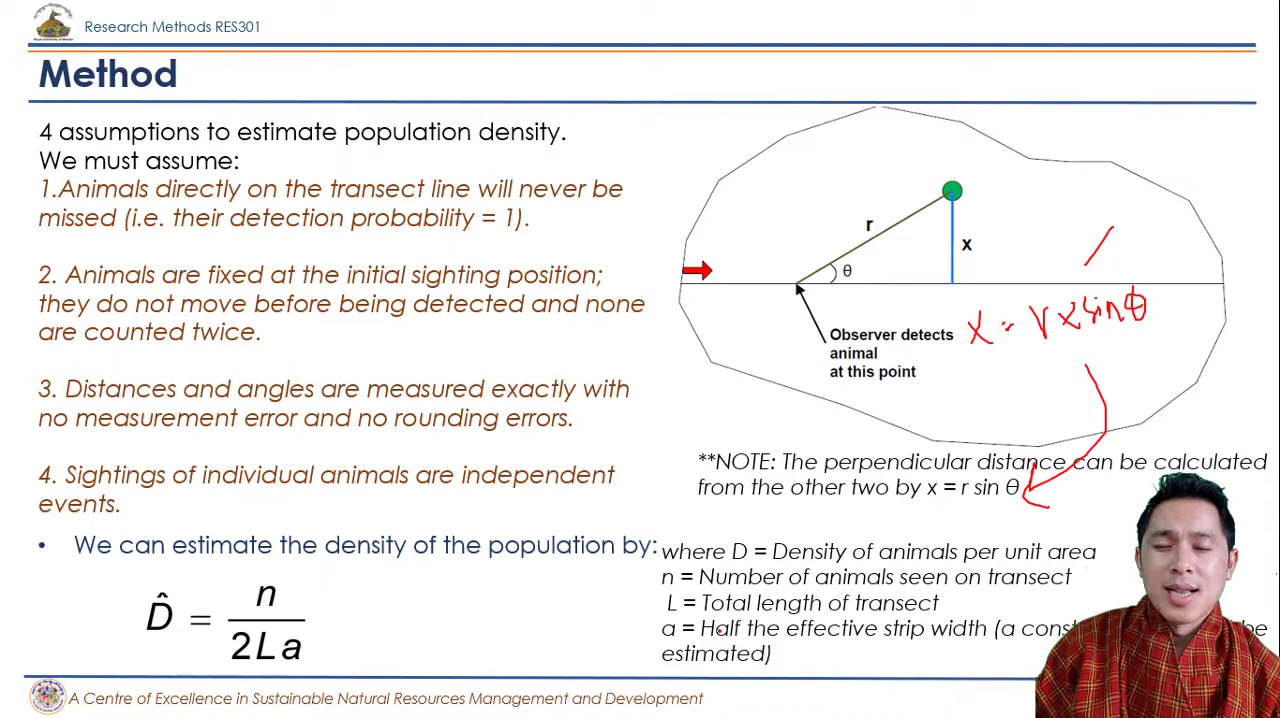 Research Methods RES301
Method
4 assumptions to estimate population density.
We must assume:
1.Animals directly on the transect line will never be
missed (i.e. their detection probability = 1).
2. Animals are fixed at the initial sighting position;
they do not move before being detected and none
are counted twice.
3. Distances and angles are measured exactly with
no measurement error and no rounding errors.
4. Sightings of individual animals are independent
events.
• We can estimate the density of the population by:
D̂ = n / 2La
r
x
θ
Observer detects
animal
at this point
x = r x sin θ
**NOTE: The perpendicular distance can be calculated
from the other two by x = r sin θ
where D = Density of animals per unit area
n = Number of animals seen on transect
L = Total length of transect
a = Half the effective strip width (a const be
estimated)
A Centre of Excellence in Sustainable Natural Resources Management and Development